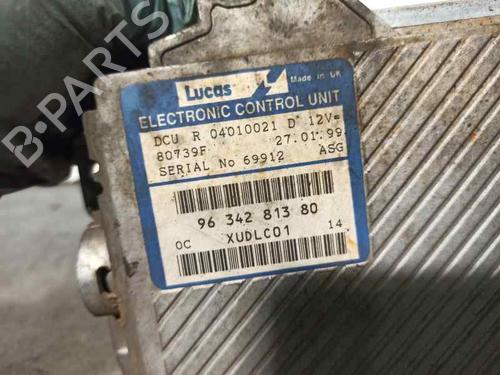 B-PARTS
Lucas
Made in UK
ELECTRONIC CONTROL UNIT
DCU R 04010021 D 12V=
80739F 27.01.99
SERIAL No 69912 ASG
96 342 813 80
OC XUDLC01 14